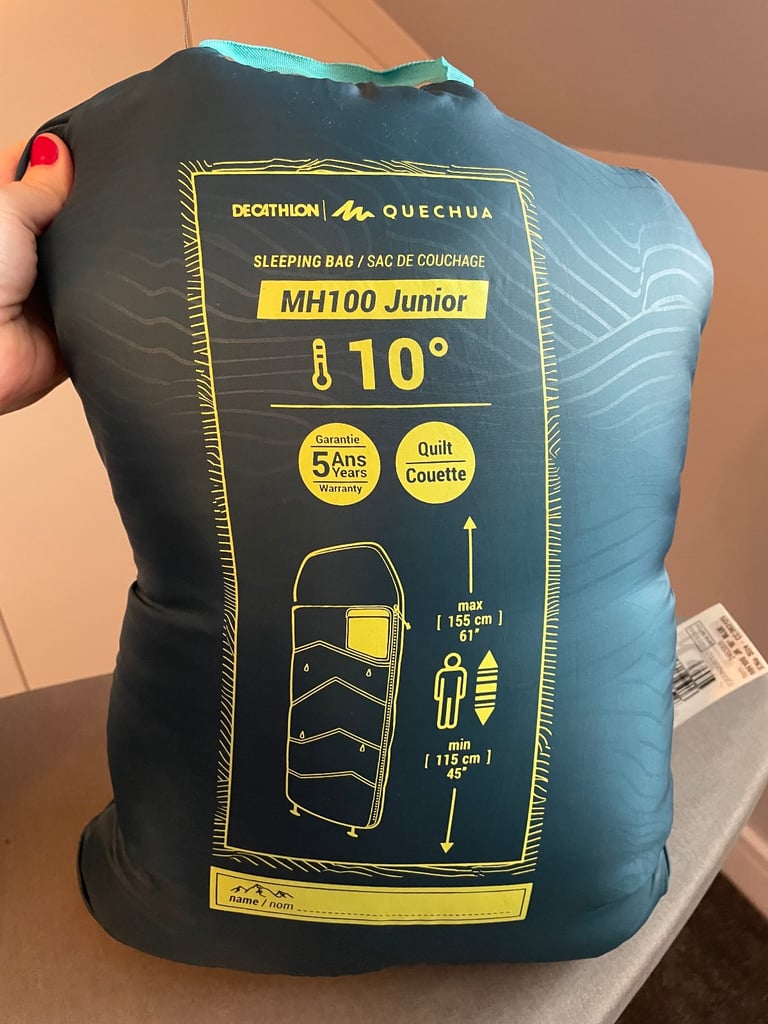 DECATHLON | QUECHUA
SLEEPING BAG / SAC DE COUCHAGE
MH100 Junior
10°
Garantie
5 Ans
Years
Warranty
Quilt
Couette
max
[ 155 cm ]
61"
min
[ 115 cm ]
45"
name / nom